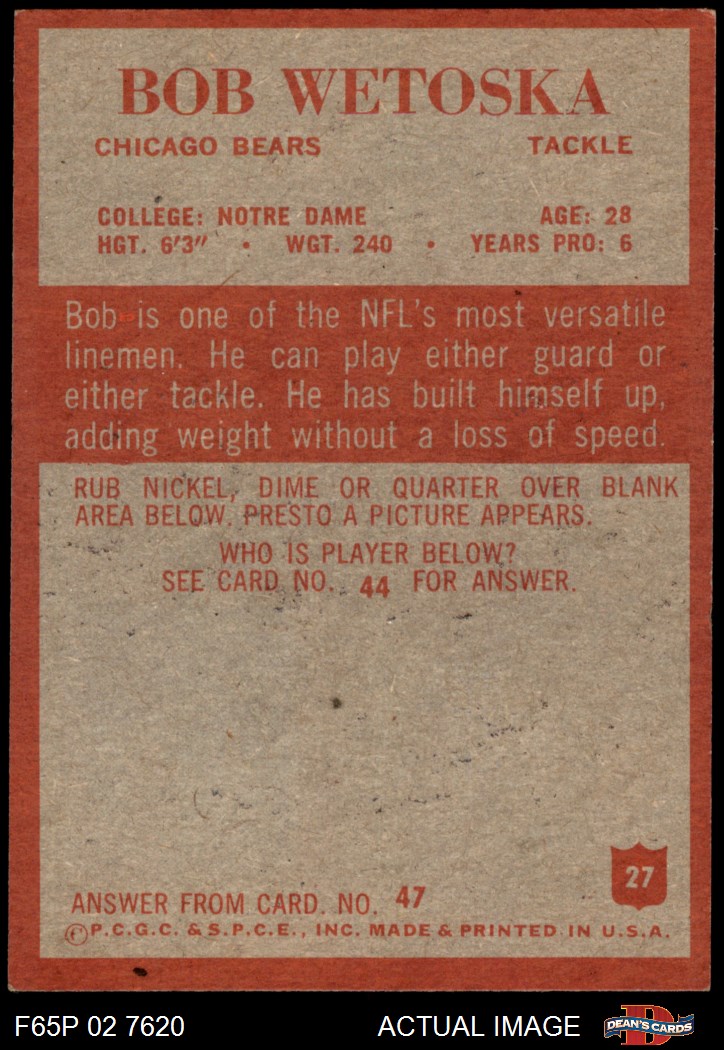 BOB WETOSKA
CHICAGO BEARS TACKLE
COLLEGE: NOTRE DAME AGE: 28
HGT. 6'3" • WGT. 240 • YEARS PRO: 6
Bob is one of the NFL's most versatile
linemen. He can play either guard or
either tackle. He has built himself up,
adding weight without a loss of speed.
RUB NICKEL, DIME OR QUARTER OVER BLANK
AREA BELOW. PRESTO A PICTURE APPEARS.
WHO IS PLAYER BELOW?
SEE CARD NO. 44 FOR ANSWER.
27
ANSWER FROM CARD. NO. 47
©P.C.G.C. & S.P.C.E., INC. MADE & PRINTED IN U.S.A.
F65P 02 7620 ACTUAL IMAGE D DEAN'S CARDS